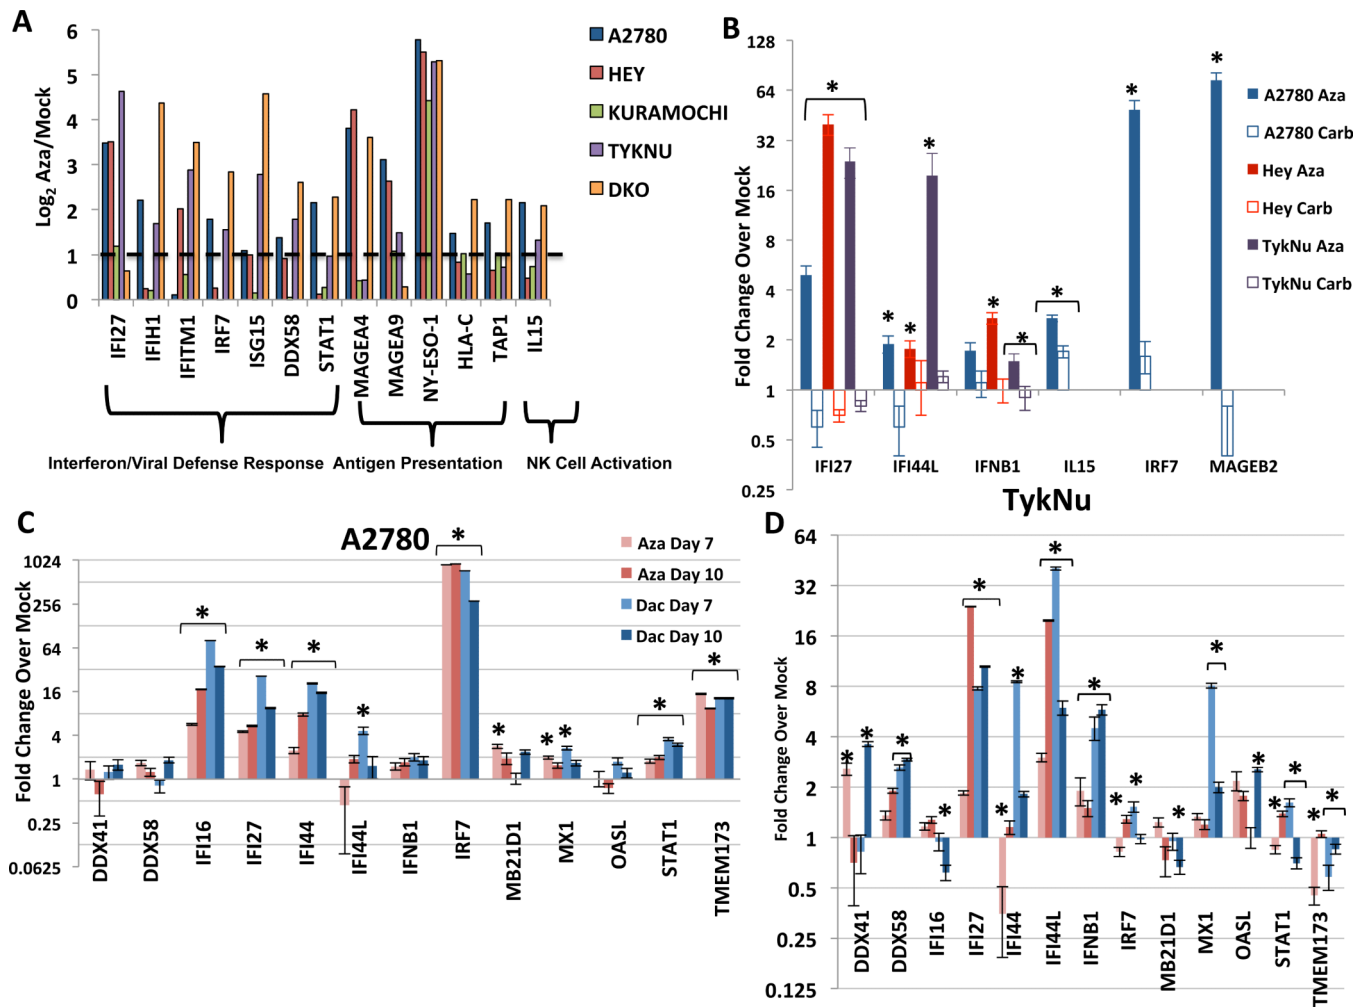 A
Log2 Aza/Mock
6
5
4
3
2
1
0
A2780
HEY
KURAMOCHI
TYKNU
DKO
IFI27
IFIH1
IFITM1
IRF7
ISG15
DDX58
STAT1
MAGEA4
MAGEA9
NY-ESO-1
HLA-C
TAP1
IL15
Interferon/Viral Defense Response
Antigen Presentation
NK Cell Activation
B
Fold Change Over Mock
128
64
32
16
8
4
2
1
0.5
0.25
* * * * * * * * * *
A2780 Aza
A2780 Carb
Hey Aza
Hey Carb
TykNu Aza
TykNu Carb
IFI27
IFI44L
IFNB1
IL15
IRF7
MAGEB2
C
A2780
Fold Change Over Mock
1024
256
64
16
4
1
0.25
0.0625
* * * * * * * * *
Aza Day 7
Aza Day 10
Dac Day 7
Dac Day 10
DDX41
DDX58
IFI16
IFI27
IFI44
IFI44L
IFNB1
IRF7
MB21D1
MX1
OASL
STAT1
TMEM173
D
TykNu
Fold Change Over Mock
64
32
16
8
4
2
1
0.5
0.25
0.125
* * * * * * * * * * * * * * * * * *
DDX41
DDX58
IFI16
IFI27
IFI44
IFI44L
IFNB1
IRF7
MB21D1
MX1
OASL
STAT1
TMEM173